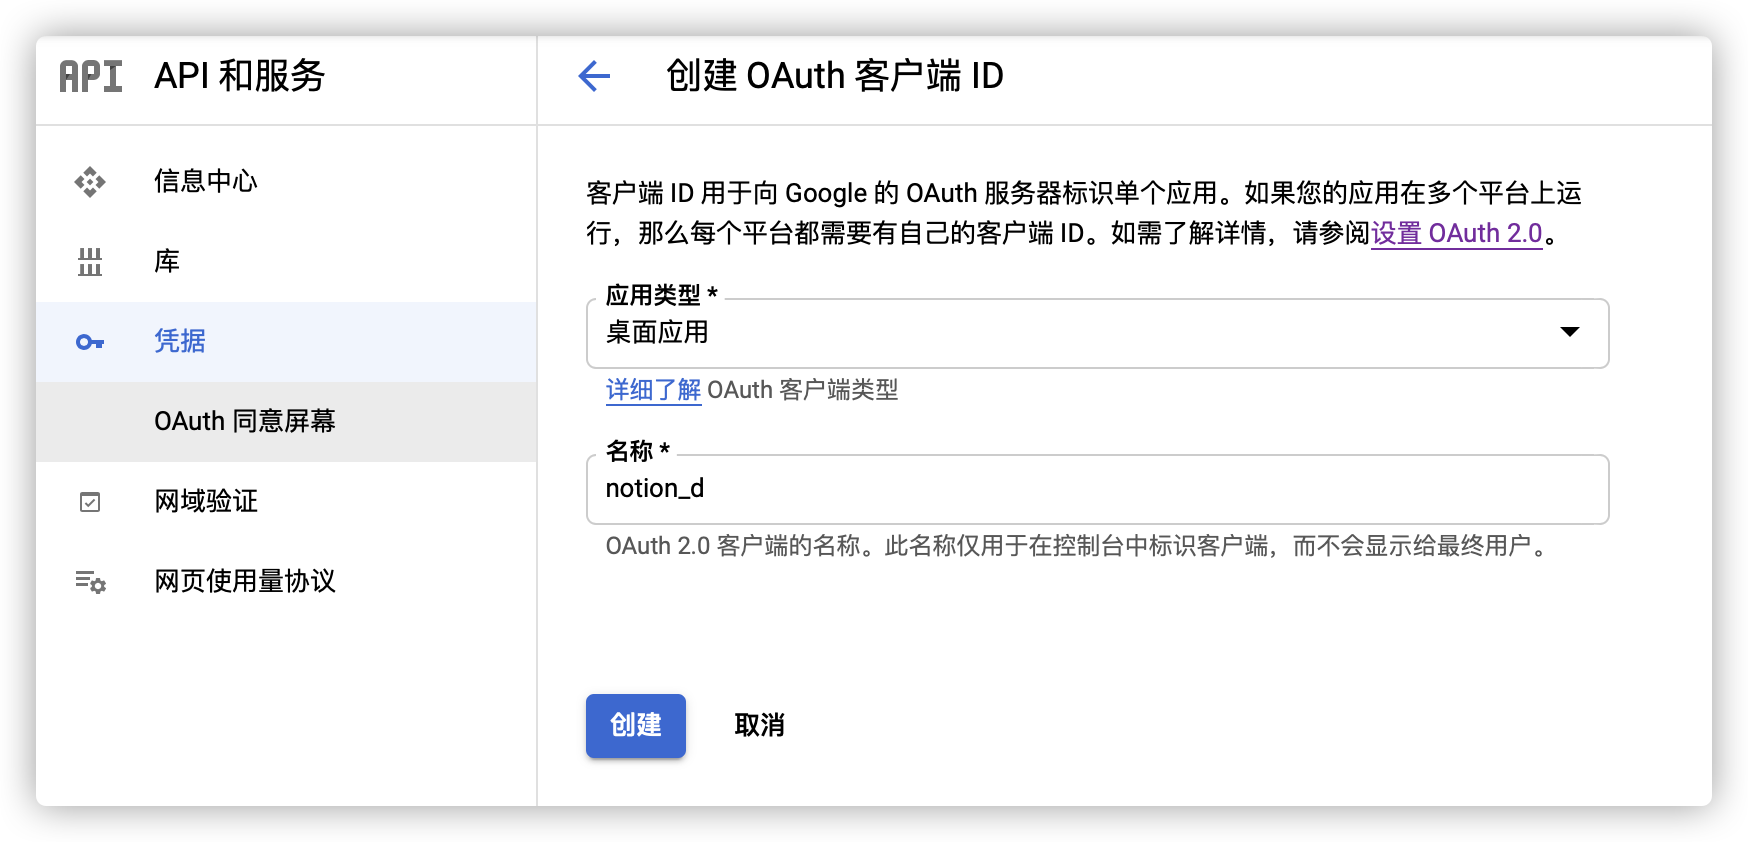 API API 和服务
信息中心
库
凭据
OAuth 同意屏幕
网域验证
网页使用量协议
创建 OAuth 客户端 ID
客户端 ID 用于向 Google 的 OAuth 服务器标识单个应用。如果您的应用在多个平台上运
行，那么每个平台都需要有自己的客户端 ID。如需了解详情，请参阅设置 OAuth 2.0。
应用类型 *
桌面应用
详细了解 OAuth 客户端类型
名称 *
notion_d
OAuth 2.0 客户端的名称。此名称仅用于在控制台中标识客户端，而不会显示给最终用户。
创建 取消